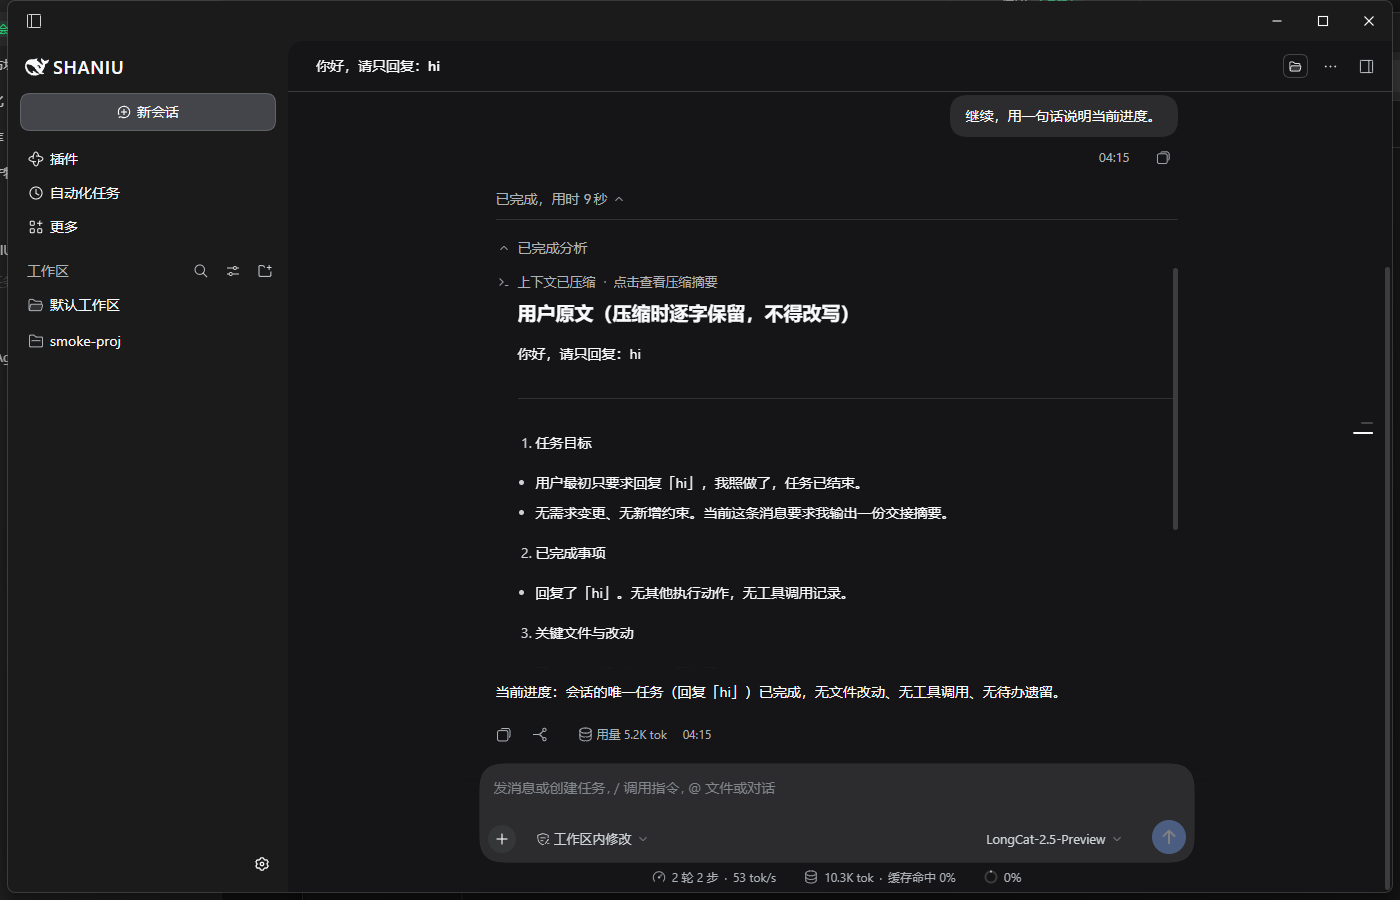 SHANIU
新会话
插件
自动化任务
更多
工作区
默认工作区
smoke-proj
你好，请只回复：hi
继续，用一句话说明当前进度。
04:15
已完成，用时 9 秒
已完成分析
上下文已压缩 · 点击查看压缩摘要
用户原文（压缩时逐字保留，不得改写）
你好，请只回复：hi
1. 任务目标
• 用户最初只要求回复「hi」，我照做了，任务已结束。
• 无需求变更、无新增约束。当前这条消息要求我输出一份交接摘要。
2. 已完成事项
• 回复了「hi」。无其他执行动作，无工具调用记录。
3. 关键文件与改动
当前进度：会话的唯一任务（回复「hi」）已完成，无文件改动、无工具调用、无待办遗留。
用量 5.2K tok 04:15
发消息或创建任务, / 调用指令, @ 文件或对话
工作区内修改
LongCat-2.5-Preview
2 轮 2 步 · 53 tok/s 10.3K tok · 缓存命中 0% 0%